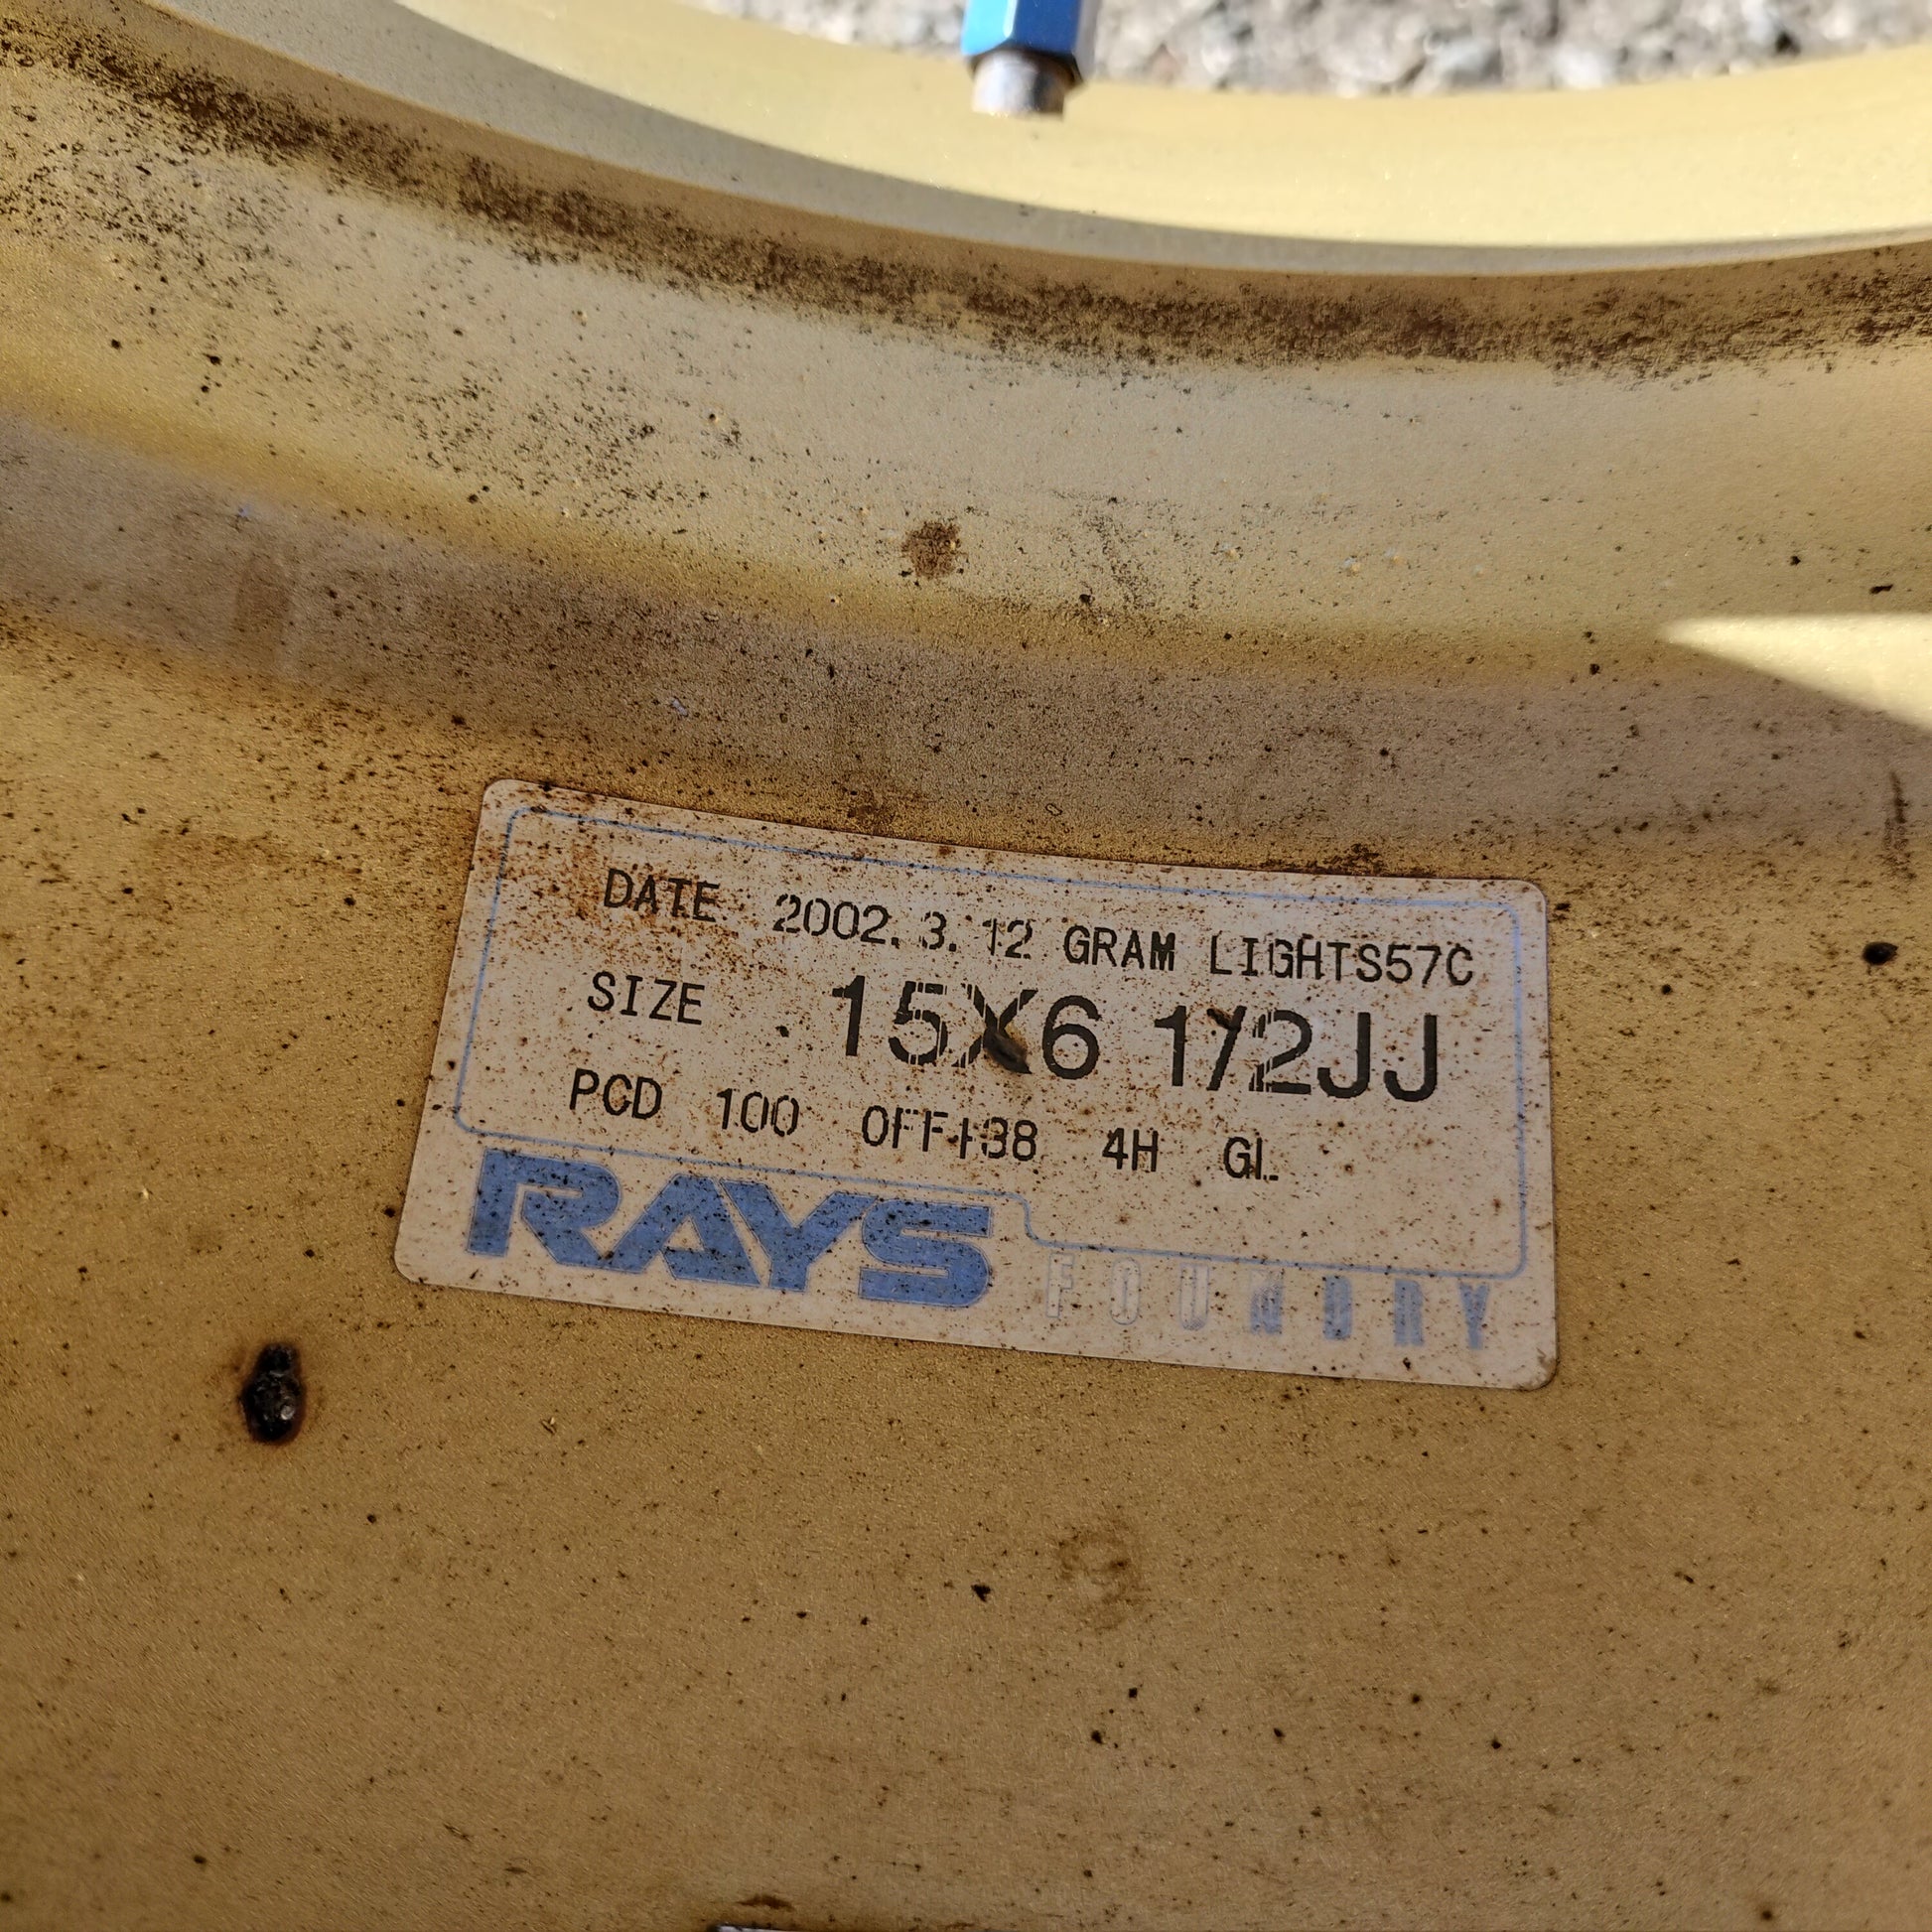 DATE 2002. 3. 12 GRAM LIGHTS57C
SIZE 15X6 1/2JJ
PCD 100 OFF+38 4H GL
RAYS FOUNDRY